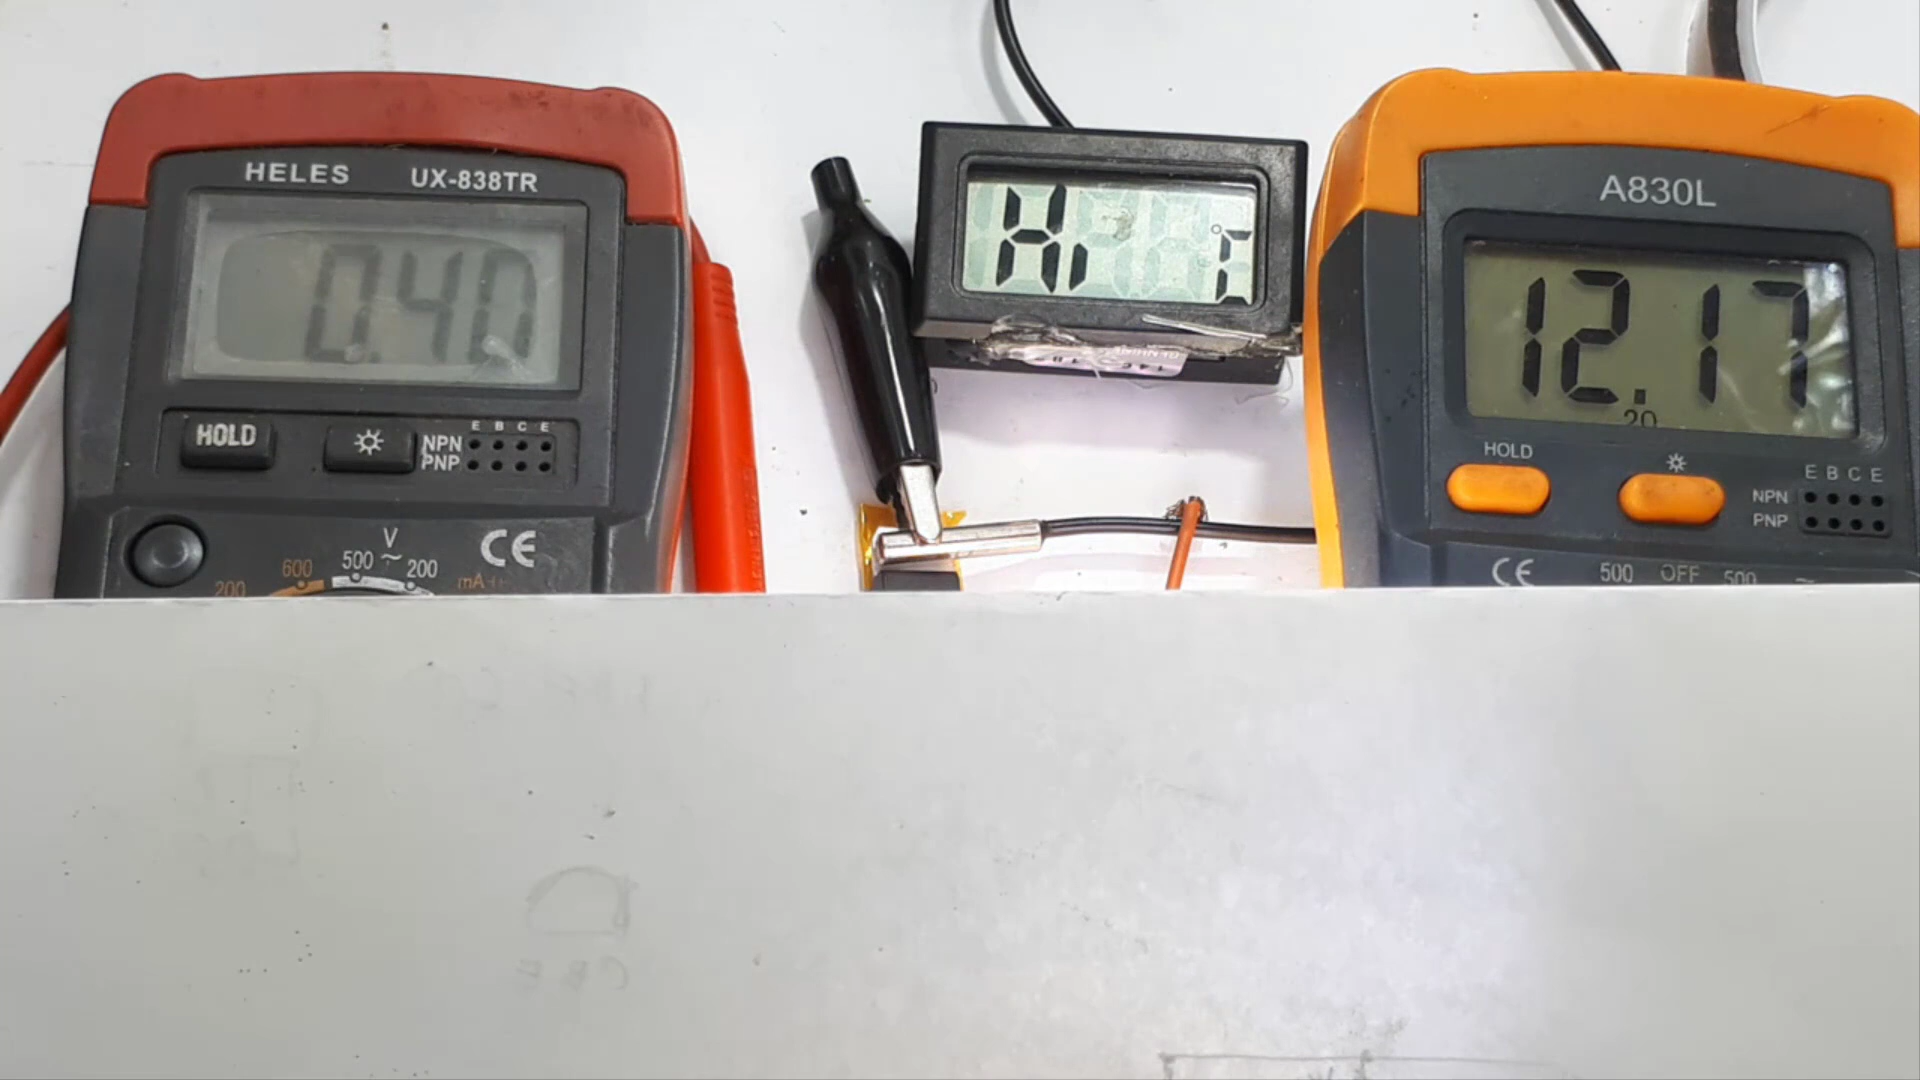 HELES UX-838TR
0.40
HOLD
E B C E
NPN
PNP
V
CE
200 600 500 ~ 200
Hi °C
A830L
12.17
20
HOLD
E B C E
NPN
PNP
CE 500 OFF 500 ~